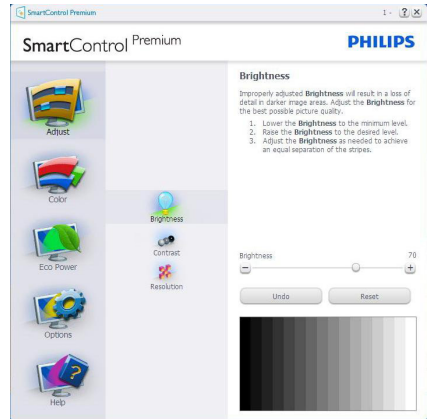 SmartControl Premium
1 -
?
SmartControl Premium
PHILIPS
Adjust
Color
Eco Power
Options
Help
Brightness
Contrast
Resolution
Brightness
Improperly adjusted Brightness will result in a loss of
detail in darker image areas. Adjust the Brightness for
the best possible picture quality.
1. Lower the Brightness to the minimum level.
2. Raise the Brightness to the desired level.
3. Adjust the Brightness as needed to achieve
an equal separation of the stripes.
Brightness 70
Undo
Reset